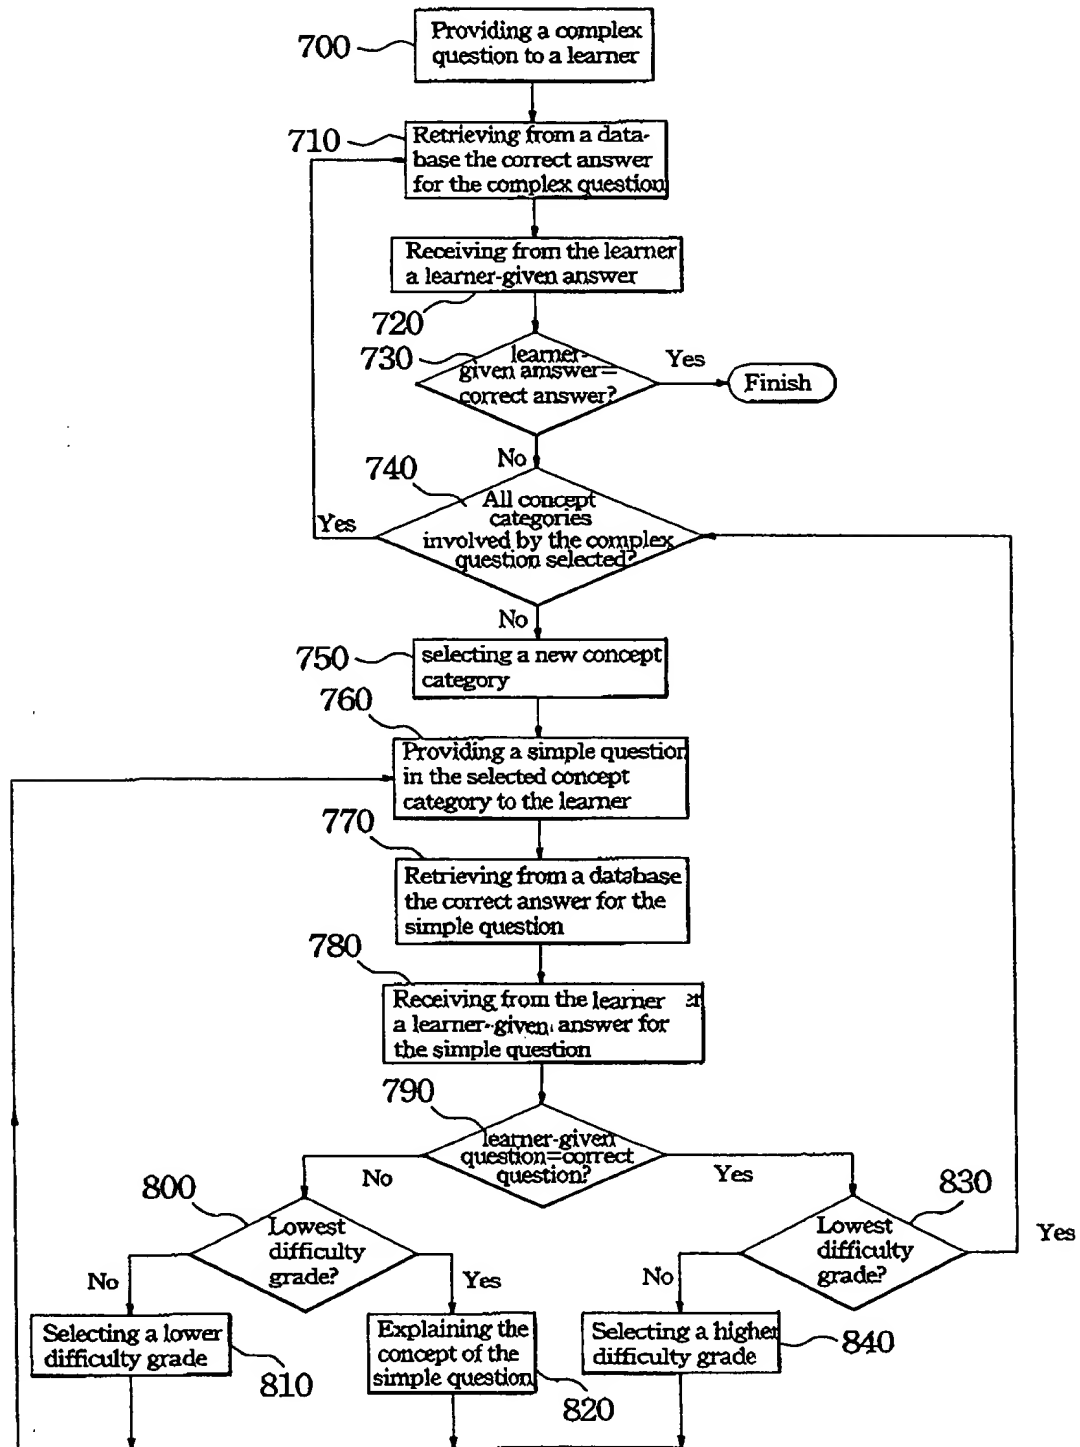 700
Providing a complex
question to a learner
710
Retrieving from a data-
base the correct answer
for the complex question
Receiving from the learner
a learner-given answer
720
730
learner-
given amswer=
correct answer?
Yes
Finish
No
740
All concept
categories
involved by the complex
question selected?
Yes
No
750
selecting a new concept
category
760
Providing a simple question
in the selected concept
category to the learner
770
Retrieving from a database
the correct answer for the
simple question
780
Receiving from the learner er
a learner-given answer for
the simple question
790
learner-given
question=correct
question?
No
Yes
800
Lowest
difficulty
grade?
830
Lowest
difficulty
grade?
Yes
No
Yes
No
Selecting a lower
difficulty grade
810
Explaining the
concept of the
simple question
820
Selecting a higher
difficulty grade
840